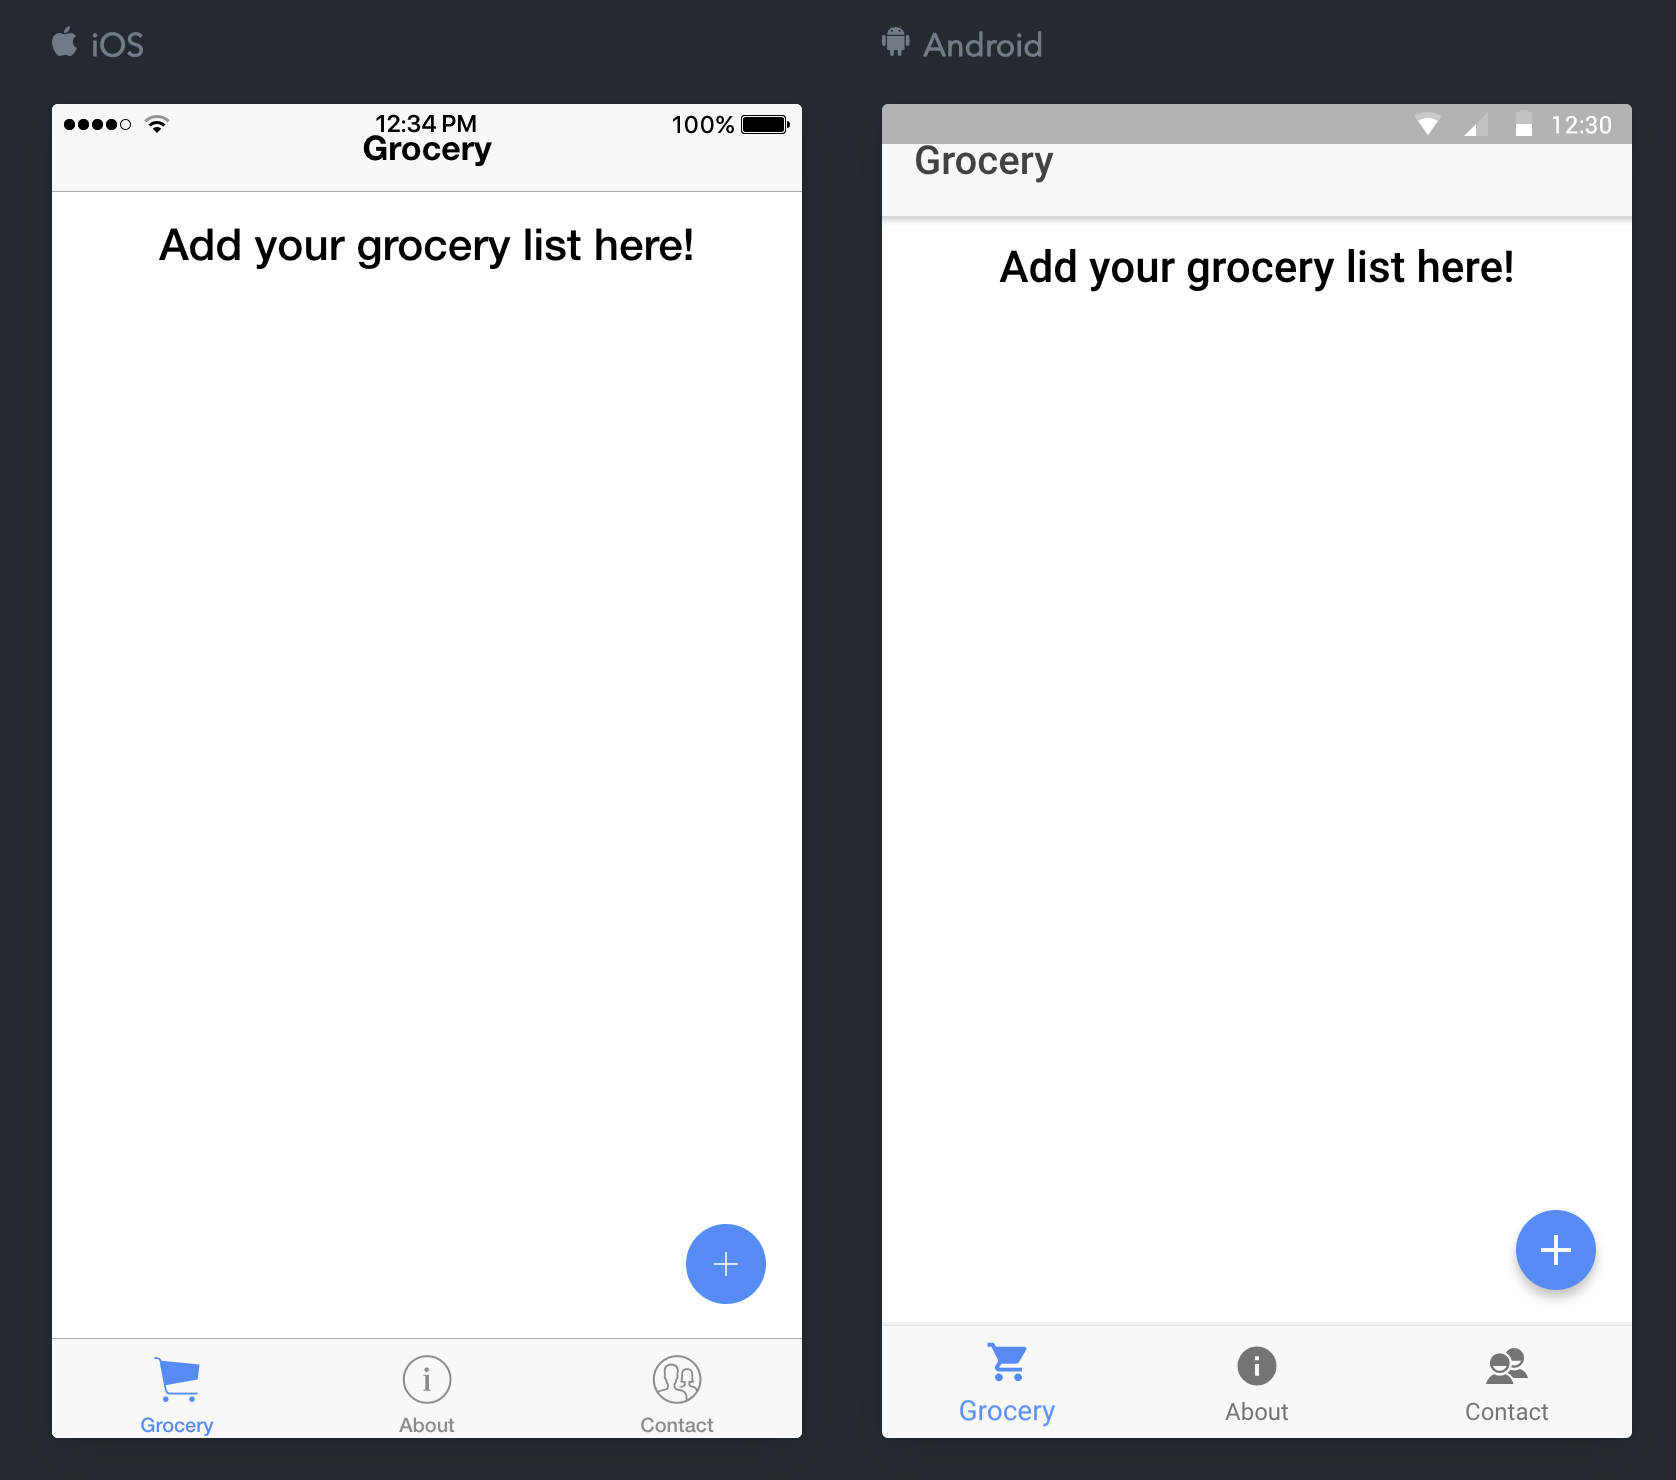 iOS
Android
12:34 PM
100%
Grocery
Add your grocery list here!
Grocery
About
Contact
12:30
Grocery
Add your grocery list here!
Grocery
About
Contact